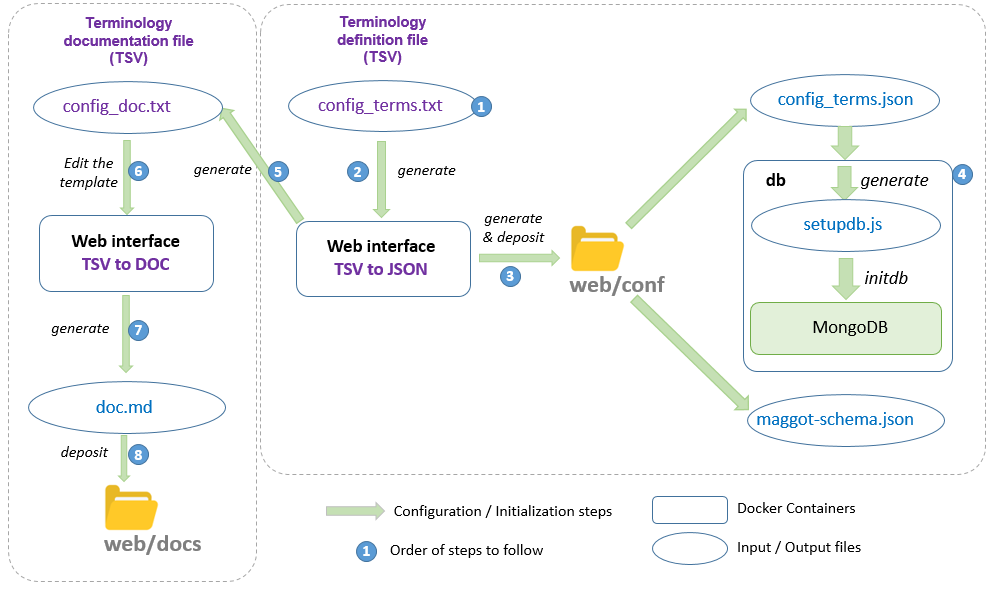 Terminology
documentation file
(TSV)
config_doc.txt
Edit the
template
6
Web interface
TSV to DOC
generate
7
doc.md
deposit
8
web/docs
Terminology
definition file
(TSV)
config_terms.txt
1
generate
5
2
generate
Web interface
TSV to JSON
generate
& deposit
3
web/conf
config_terms.json
4
db
generate
setupdb.js
initdb
MongoDB
maggot-schema.json
Configuration / Initialization steps
1
Order of steps to follow
Docker Containers
Input / Output files